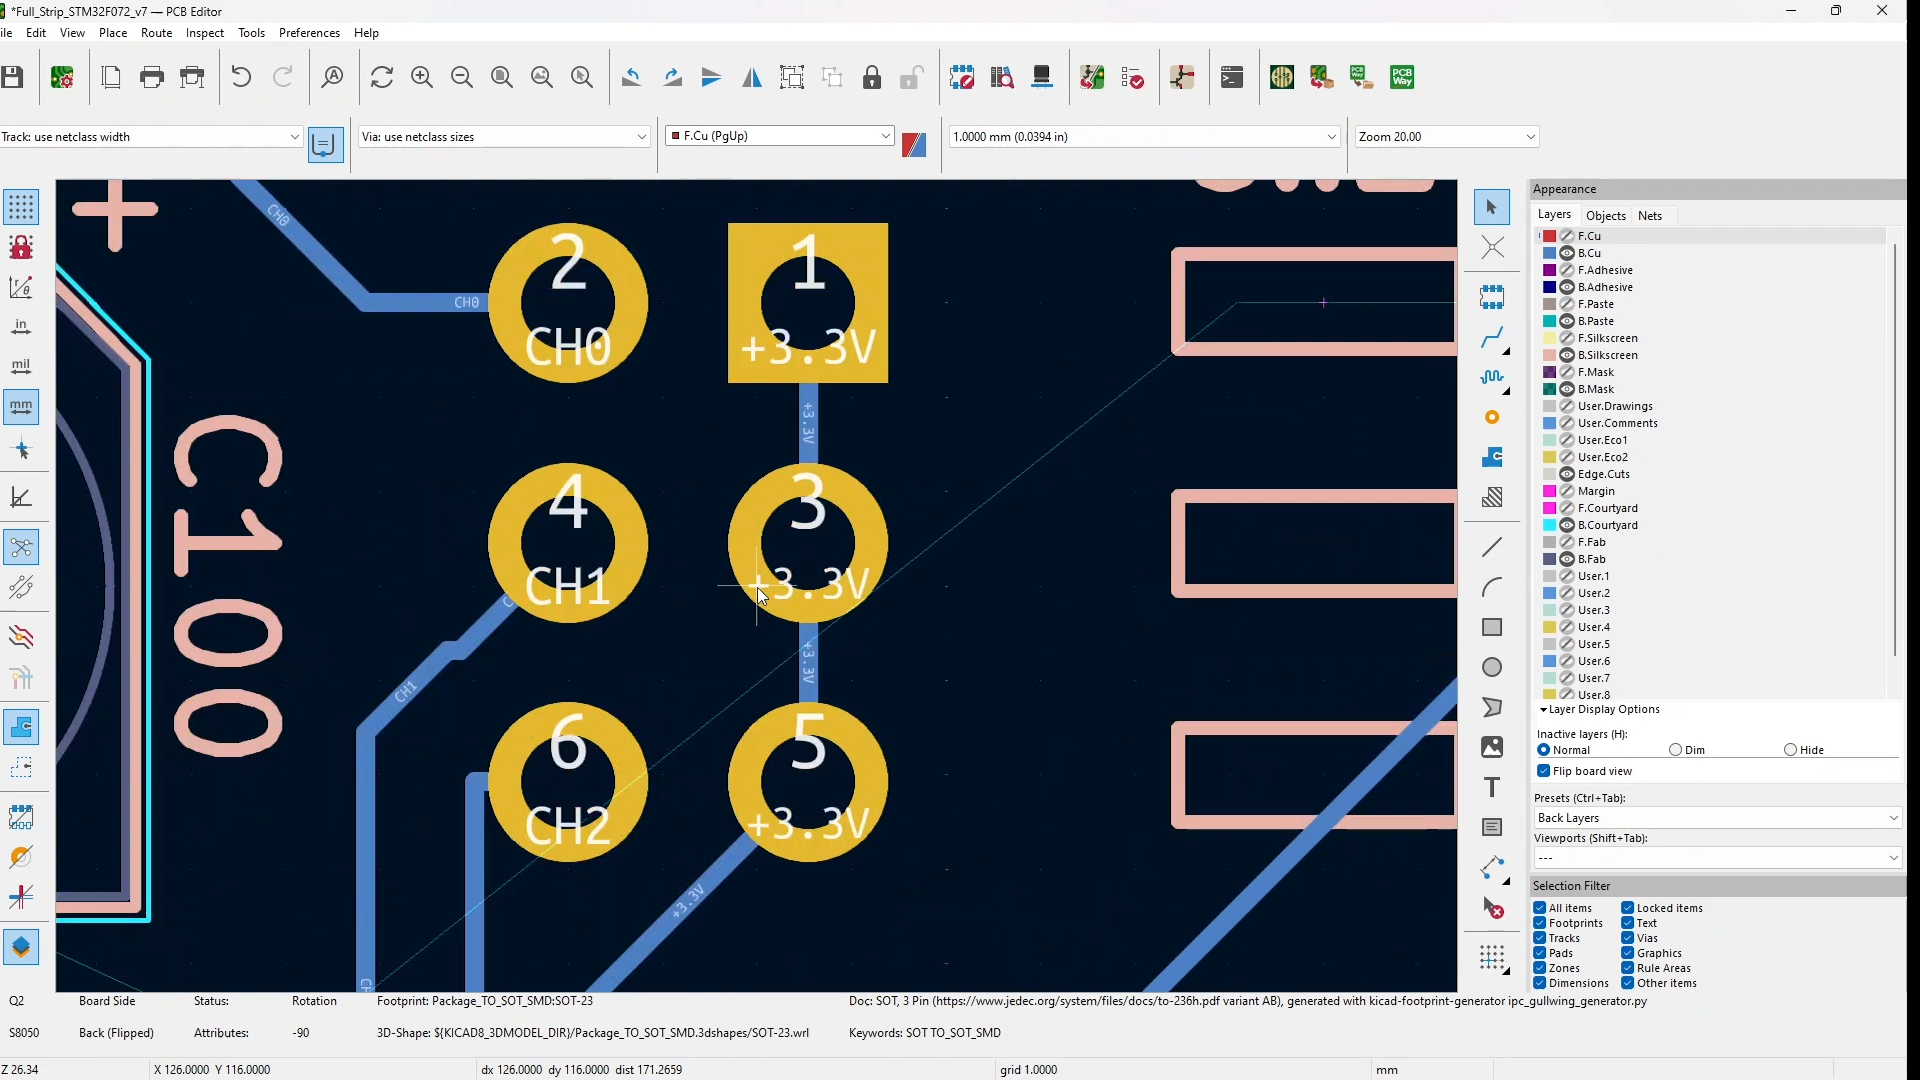 *Full_Strip_STM32F072_v7 — PCB Editor
ile Edit View Place Route Inspect Tools Preferences Help
PCB Way
Track: use netclass width
Via: use netclass sizes
F.Cu (PgUp)
1.0000 mm (0.0394 in)
Zoom 20.00
in
mil
mm
CH0
CH0
2
CH0
1
+3.3V
+3.3V
C100
4
CH1
3
+3.3V
CH1
+3.3V
6
CH2
5
+3.3V
+3.3V
Appearance
Layers Objects Nets
F.Cu
B.Cu
F.Adhesive
B.Adhesive
F.Paste
B.Paste
F.Silkscreen
B.Silkscreen
F.Mask
B.Mask
User.Drawings
User.Comments
User.Eco1
User.Eco2
Edge.Cuts
Margin
F.Courtyard
B.Courtyard
F.Fab
B.Fab
User.1
User.2
User.3
User.4
User.5
User.6
User.7
User.8
Layer Display Options
Inactive layers (H):
Normal Dim Hide
Flip board view
Presets (Ctrl+Tab):
Back Layers
Viewports (Shift+Tab):
---
Selection Filter
All items Locked items
Footprints Text
Tracks Vias
Pads Graphics
Zones Rule Areas
Dimensions Other items
Q2 Board Side Status: Rotation Footprint: Package_TO_SOT_SMD:SOT-23 Doc: SOT, 3 Pin (https://www.jedec.org/system/files/docs/to-236h.pdf variant AB), generated with kicad-footprint-generator ipc_gullwing_generator.py
S8050 Back (Flipped) Attributes: -90 3D-Shape: ${KICAD8_3DMODEL_DIR}/Package_TO_SOT_SMD.3dshapes/SOT-23.wrl Keywords: SOT TO_SOT_SMD
Z 26.34 X 126.0000 Y 116.0000 dx 126.0000 dy 116.0000 dist 171.2659 grid 1.0000 mm